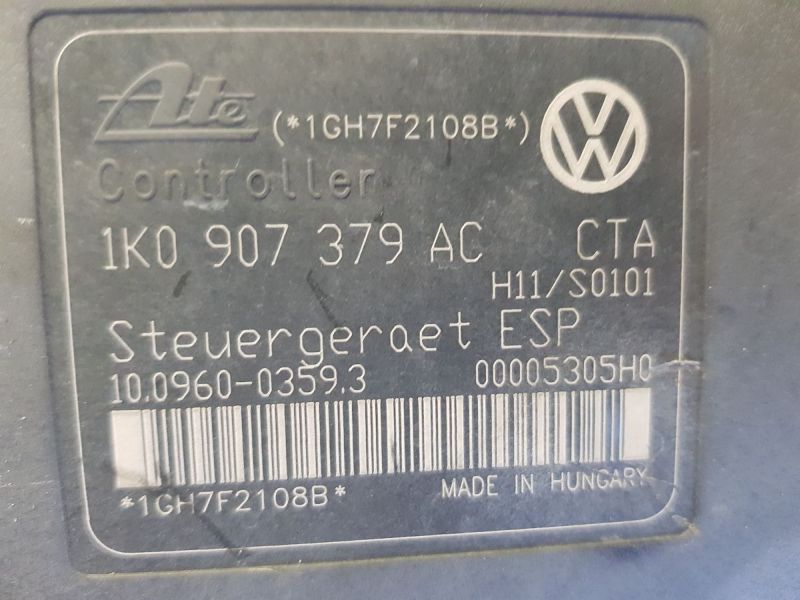 Ate (*1GH7F2108B*) VW
Controller
1K0 907 379 AC CTA
H11/S0101
Steuergeraet ESP
10.0960-0359.3 00005305H0
*1GH7F2108B* MADE IN HUNGARY